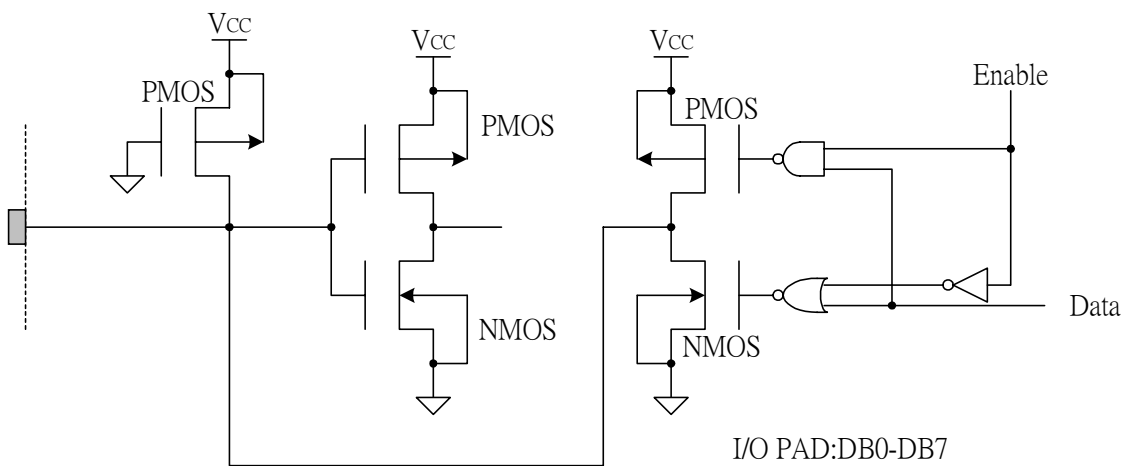 VCC
VCC
VCC
Enable
PMOS
PMOS
PMOS
NMOS
NMOS
Data
I/O PAD:DB0-DB7